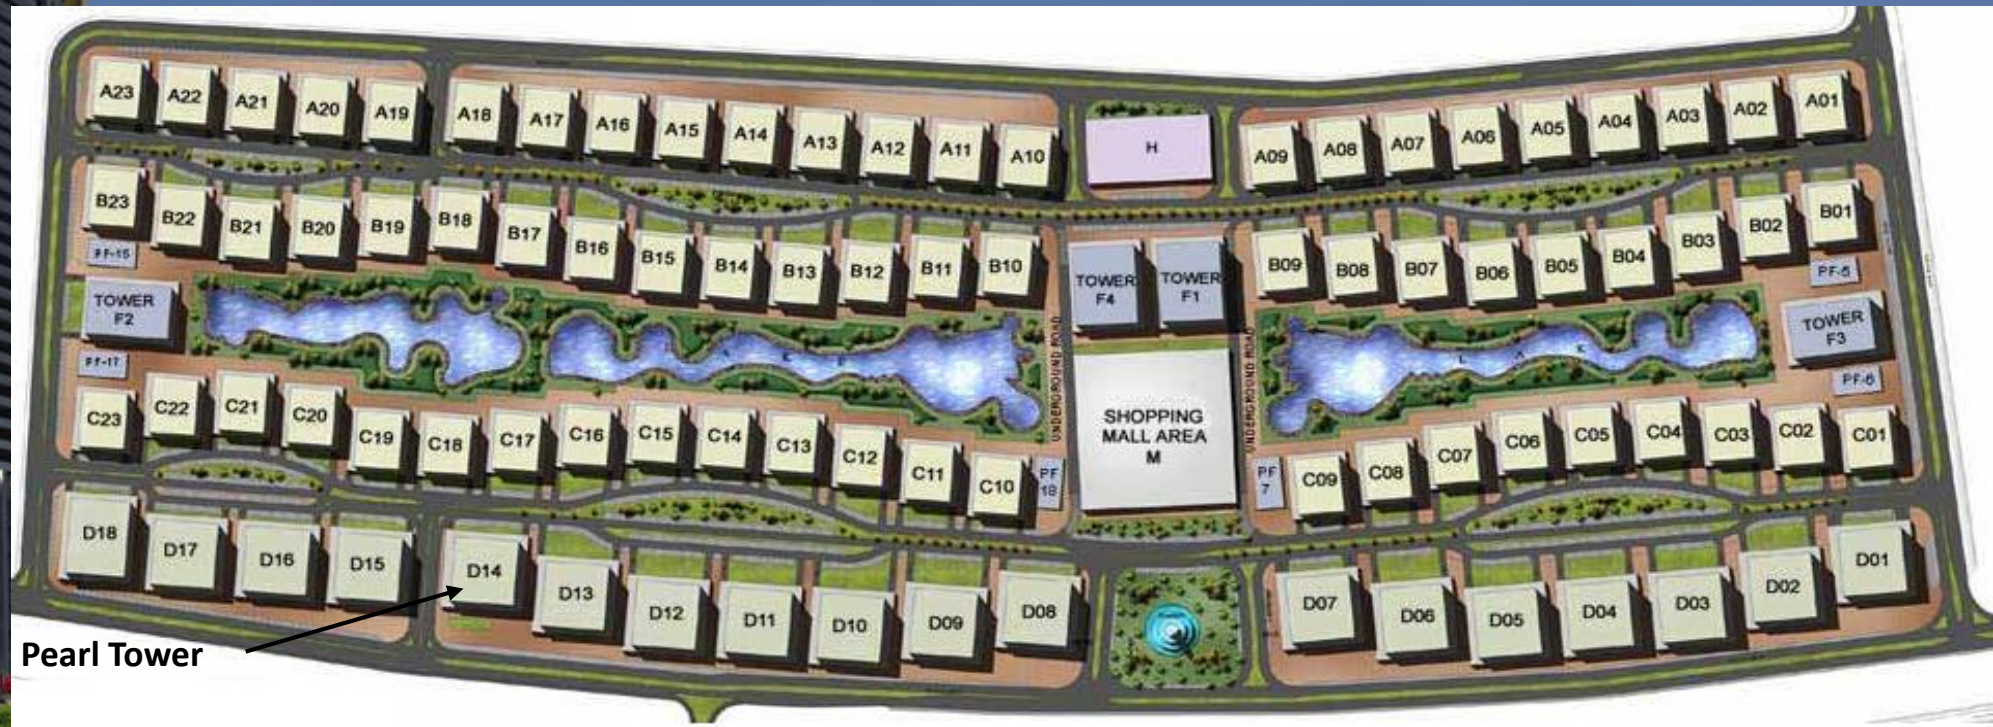 A23 A22 A21 A20 A19 A18 A17 A16 A15 A14 A13 A12 A11 A10 H A09 A08 A07 A06 A05 A04 A03 A02 A01
B23 B22 B21 B20 B19 B18 B17 B16 B15 B14 B13 B12 B11 B10 B09 B08 B07 B06 B05 B04 B03 B02 B01
PF-15
PF-5
TOWER
F2
TOWER
F4
TOWER
F1
TOWER
F3
PF-17
PF-6
UNDERGROUND ROAD
UNDERGROUND ROAD
LAKE
LAKE
SHOPPING
MALL AREA
M
C23 C22 C21 C20 C19 C18 C17 C16 C15 C14 C13 C12 C11 C10 C09 C08 C07 C06 C05 C04 C03 C02 C01
PF
18
PF
7
D18 D17 D16 D15 D14 D13 D12 D11 D10 D09 D08 D07 D06 D05 D04 D03 D02 D01
Pearl Tower